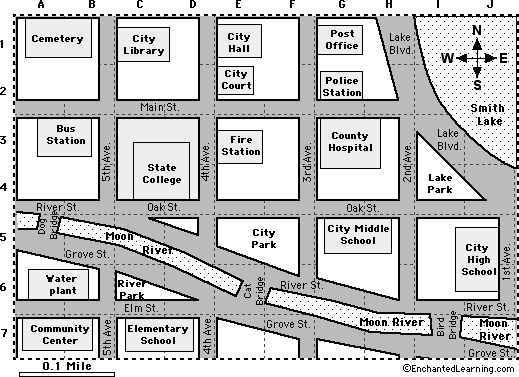 A B C D E F G H I J
1
Cemetery
City
Library
City
Hall
Post
Office
Lake
Blvd.
N
W E
S
City
Court
Police
Station
2
Main St.
Smith
Lake
3
Bus
Station
5th Ave.
State
College
4th Ave.
Fire
Station
3rd Ave.
County
Hospital
2nd Ave.
Lake
Blvd.
Lake
Park
4
River St.
Oak St.
Oak St.
5
Dog
Bridge
Moon
River
City
Park
City Middle
School
City
High
School
1st Ave.
Grove St.
6
Water
plant
River
Park
Elm St.
Cat
Bridge
River St.
River St.
7
Community
Center
5th Ave.
Elementary
School
4th Ave.
Grove St.
Moon River
Bird
Bridge
Moon
River
0.1 Mile
©EnchantedLearning.com